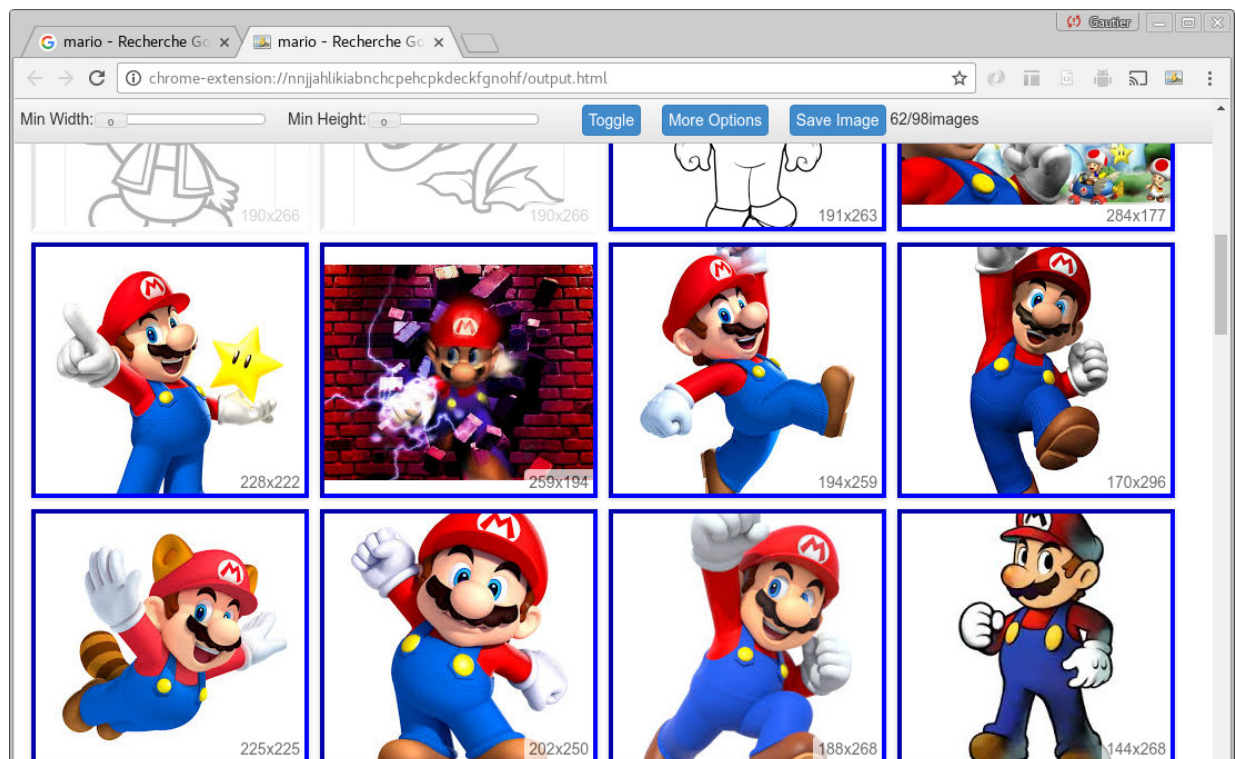 Gautier
mario - Recherche Go
mario - Recherche Go
chrome-extension://nnjjahlikiabnchcpehcpkdeckfgnohf/output.html
Min Width: 0 Min Height: 0 Toggle More Options Save Image 62/98images
190x266 190x266 191x263 284x177
M M M M
228x222 259x194 194x259 170x296
M M M M
225x225 202x250 188x268 144x268